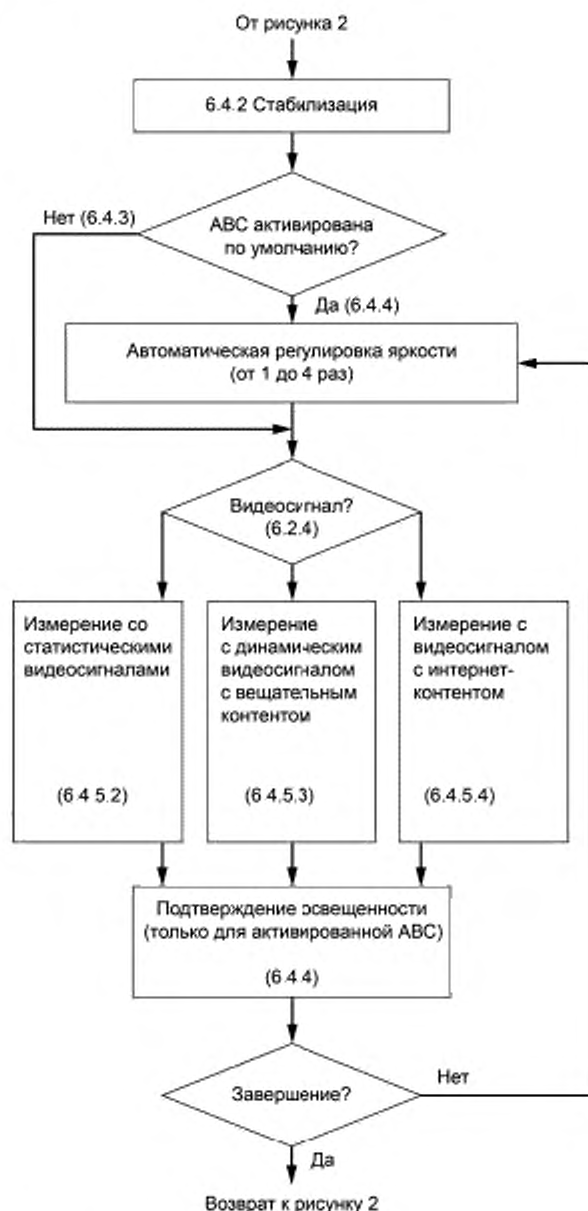 От рисунка 2
6.4.2 Стабилизация
Нет (6.4.3)
АВС активирована
по умолчанию?
Да (6.4.4)
Автоматическая регулировка яркости
(от 1 до 4 раз)
Видеосигнал?
(6.2.4)
Измерение со
статистическими
видеосигналами
(6 4 5.2)
Измерение
с динамическим
видеосигналом
с вещательным
контентом
(6 4.5.3)
Измерение с
видеосигналом
с интернет-
контентом
(6.4.5.4)
Подтверждение освещенности
(только для активированной АВС)
(6.4 4)
Завершение?
Нет
Да
Возврат к рисунку 2